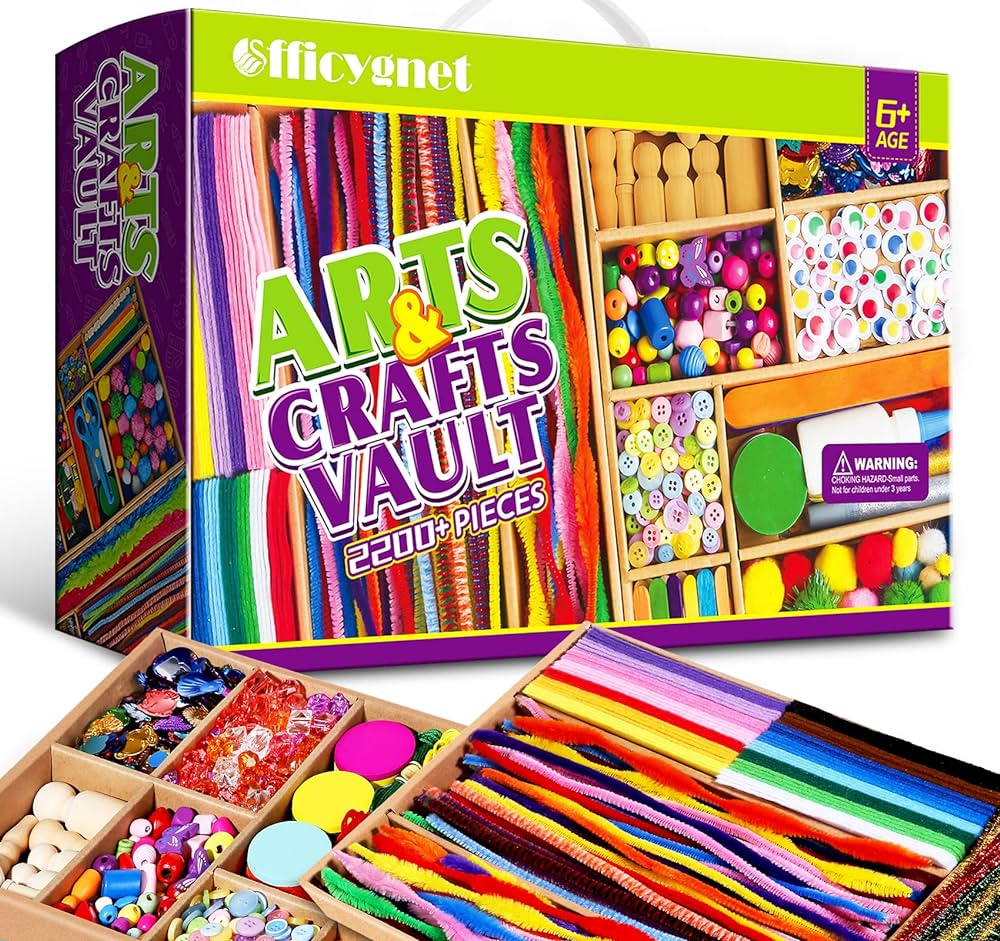 Officygnet
6+
AGE
ARTS
&
CRAFTS
VAULT
2200+ PIECES
WARNING:
CHOKING HAZARD-Small parts.
Not for children under 3 years
ARTS
&
CRAFTS
VAULT